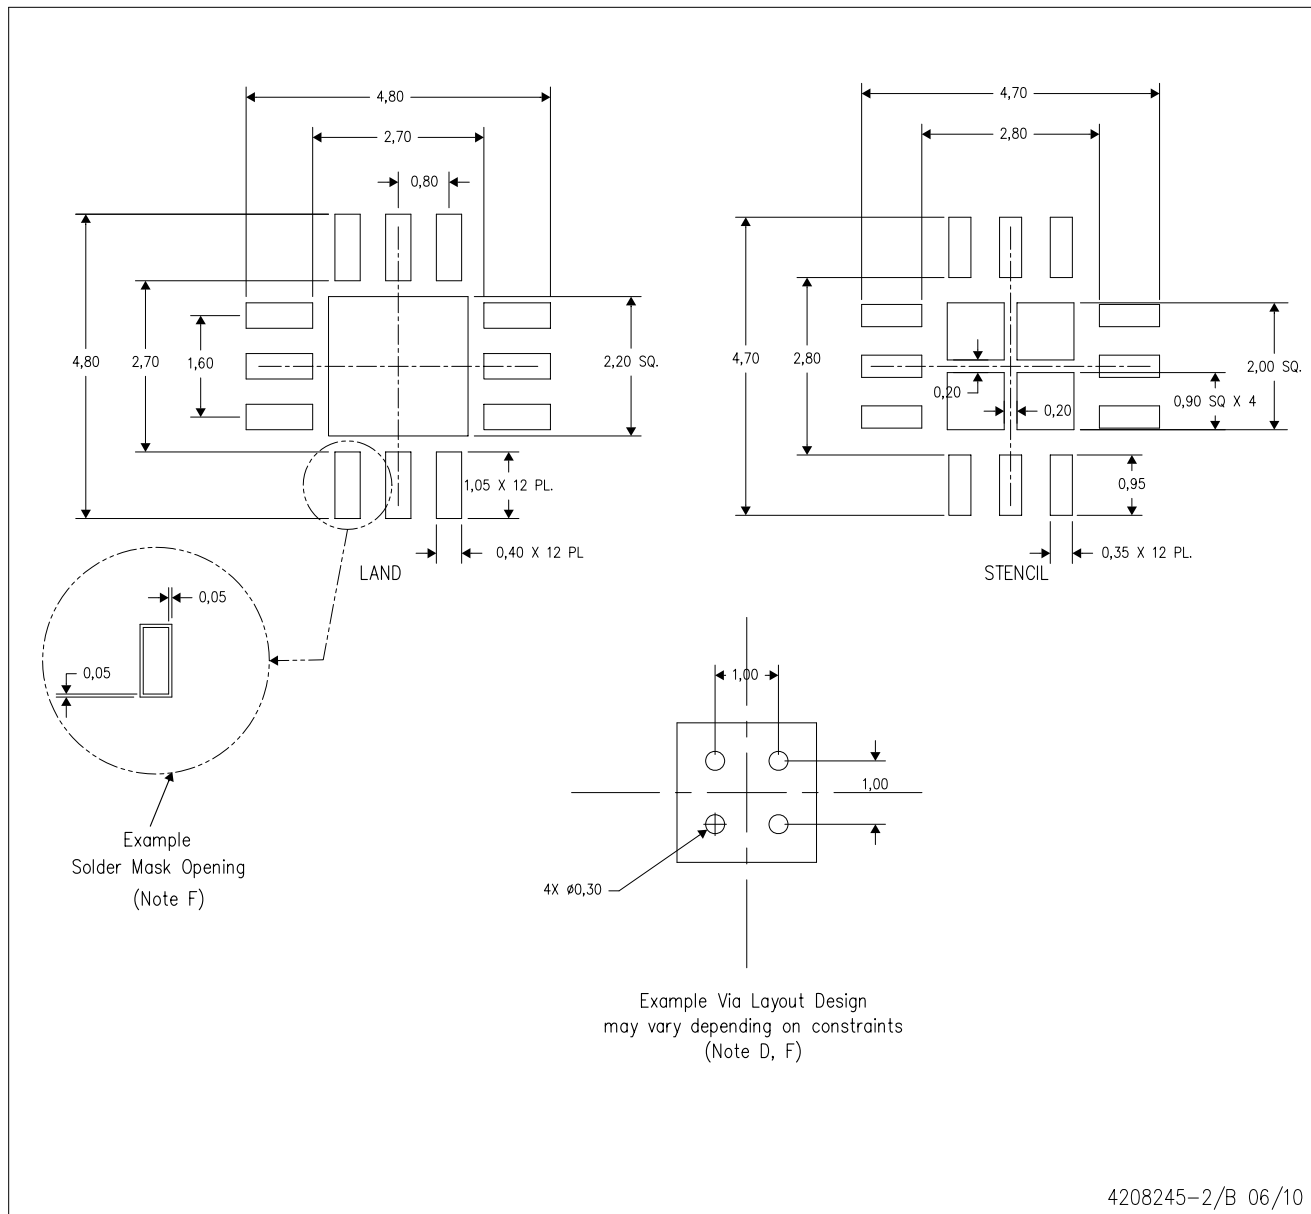 4,80
2,70
0,80
4,80
2,70
1,60
2,20 SQ.
1,05 X 12 PL.
0,40 X 12 PL
LAND
4,70
2,80
4,70
2,80
0,20
0,20
2,00 SQ.
0,90 SQ X 4
0,95
0,35 X 12 PL.
STENCIL
0,05
0,05
Example
Solder Mask Opening
(Note F)
1,00
1,00
4X ø0,30
Example Via Layout Design
may vary depending on constraints
(Note D, F)
4208245-2/B 06/10